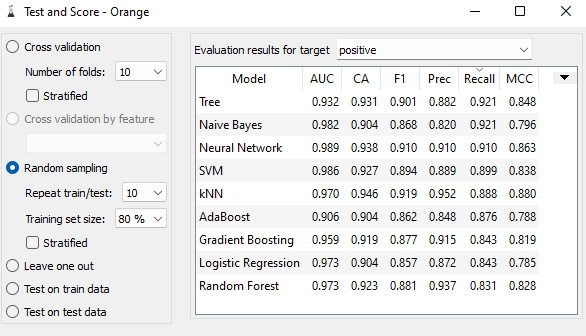 Test and Score - Orange
Cross validation
Number of folds: 10
Stratified
Cross validation by feature
Random sampling
Repeat train/test: 10
Training set size: 80 %
Stratified
Leave one out
Test on train data
Test on test data
Evaluation results for target positive
Model AUC CA F1 Prec Recall MCC
Tree 0.932 0.931 0.901 0.882 0.921 0.848
Naive Bayes 0.982 0.904 0.868 0.820 0.921 0.796
Neural Network 0.989 0.938 0.910 0.910 0.910 0.863
SVM 0.986 0.927 0.894 0.889 0.899 0.838
kNN 0.970 0.946 0.919 0.952 0.888 0.880
AdaBoost 0.906 0.904 0.862 0.848 0.876 0.788
Gradient Boosting 0.959 0.919 0.877 0.915 0.843 0.819
Logistic Regression 0.973 0.904 0.857 0.872 0.843 0.785
Random Forest 0.973 0.923 0.881 0.937 0.831 0.828